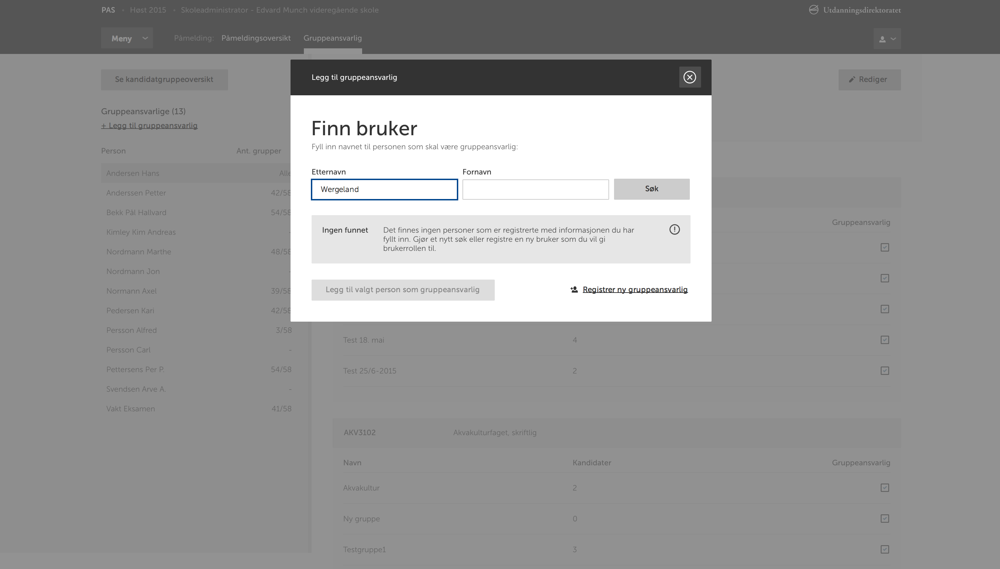 PAS • Høst 2015 • Skoleadministrator - Edvard Munch videregående skole
Utdanningsdirektoratet
Meny
Påmelding: Påmeldingsoversikt Gruppeansvarlig
Se kandidatgruppeoversikt
Rediger
Gruppeansvarlige (13)
+ Legg til gruppeansvarlig
Person Ant. grupper
Andersen Hans Alle
Anderssen Petter 42/58
Bekk Pål Hallvard 54/58
Kimley Kim Andreas -
Nordmann Marthe 48/58
Nordmann Jon -
Normann Axel 39/58
Pedersen Kari 42/58
Persson Alfred 3/58
Persson Carl -
Pettersens Per P. 54/58
Svendsen Arve A. -
Vakt Eksamen 41/58
Legg til gruppeansvarlig
Finn bruker
Fyll inn navnet til personen som skal være gruppeansvarlig:
Etternavn Fornavn
Wergeland
Søk
Ingen funnet
Det finnes ingen personer som er registrerte med informasjonen du har
fyllt inn. Gjør et nytt søk eller registre en ny bruker som du vil gi
brukerrollen til.
Legg til valgt person som gruppeansvarlig
Registrer ny gruppeansvarlig
Gruppeansvarlig
Test 18. mai 4
Test 25/6-2015 2
AKV3102 Akvakulturfaget, skriftlig
Navn Kandidater Gruppeansvarlig
Akvakultur 2
Ny gruppe 0
Testgruppe1 3